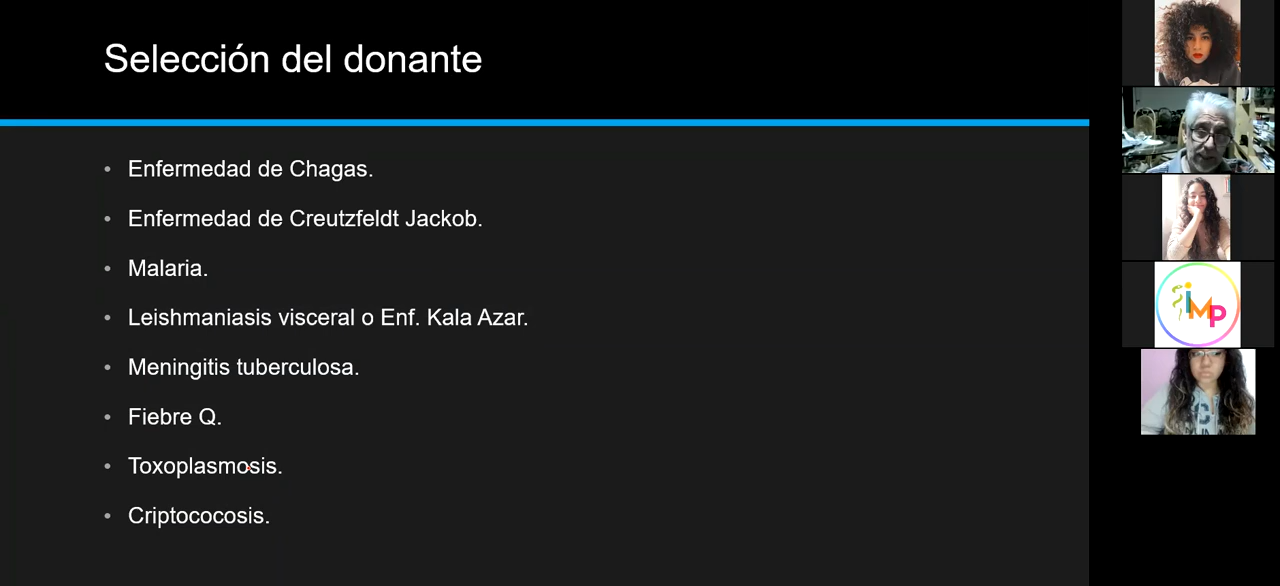 Selección del donante
• Enfermedad de Chagas.
• Enfermedad de Creutzfeldt Jackob.
• Malaria.
• Leishmaniasis visceral o Enf. Kala Azar.
• Meningitis tuberculosa.
• Fiebre Q.
• Toxoplasmosis.
• Criptococosis.
iMP